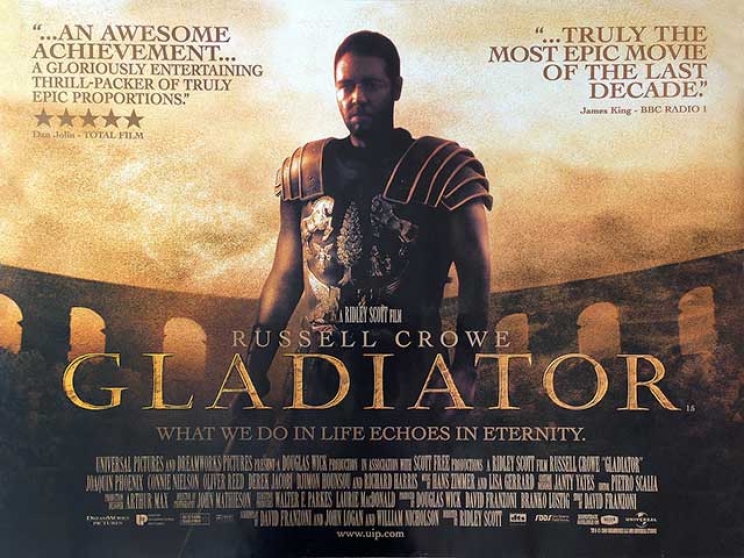 "...AN AWESOME
ACHIEVEMENT...
A GLORIOUSLY ENTERTAINING
THRILL-PACKER OF TRULY
EPIC PROPORTIONS."
Dan Jolin - TOTAL FILM
"...TRULY THE
MOST EPIC MOVIE
OF THE LAST
DECADE."
James King - BBC RADIO 1
A RIDLEY SCOTT FILM
RUSSELL CROWE
GLADIATOR
15
WHAT WE DO IN LIFE ECHOES IN ETERNITY.
UNIVERSAL PICTURES AND DREAMWORKS PICTURES PRESENT A DOUGLAS WICK PRODUCTION IN ASSOCIATION WITH SCOTT FREE PRODUCTIONS A RIDLEY SCOTT FILM RUSSELL CROWE "GLADIATOR"
JOAQUIN PHOENIX CONNIE NIELSEN OLIVER REED DEREK JACOBI DJIMON HOUNSOU AND RICHARD HARRIS HANS ZIMMER AND LISA GERRARD JANTY YATES PIETRO SCALIA
ARTHUR MAX JOHN MATHIESON WALTER F. PARKES LAURIE MacDONALD DOUGLAS WICK DAVID FRANZONI BRANKO LUSTIG DAVID FRANZONI
DAVID FRANZONI AND JOHN LOGAN AND WILLIAM NICHOLSON RIDLEY SCOTT
DREAMWORKS PICTURES dts SDDS UNIVERSAL
www.uip.com